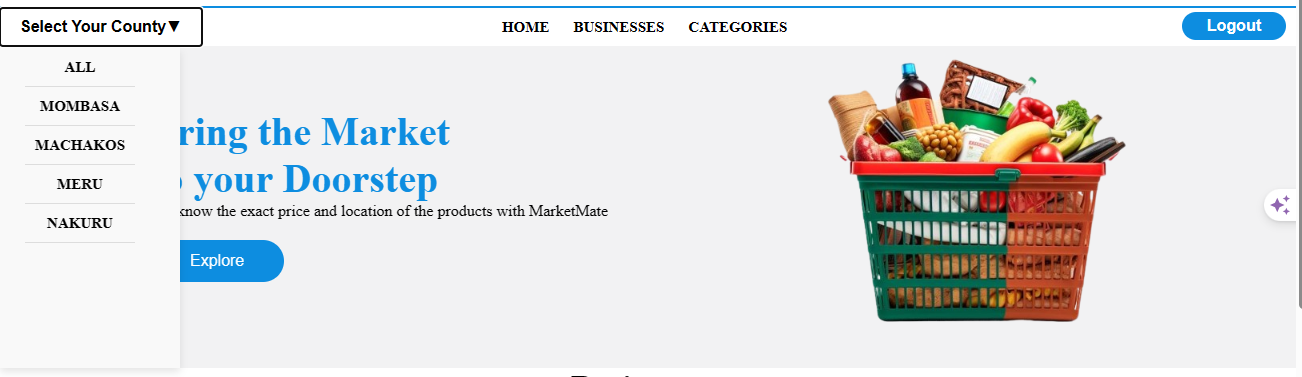 Select Your County▼
HOME BUSINESSES CATEGORIES
Logout
ALL
MOMBASA
MACHAKOS
MERU
NAKURU
ring the Market
your Doorstep
know the exact price and location of the products with MarketMate
Explore